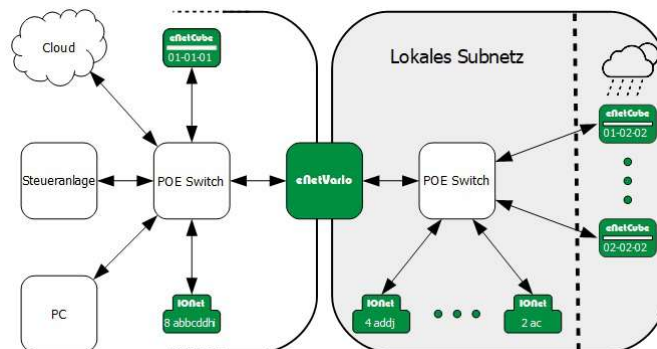 Cloud
eNetCube
01-01-01
Lokales Subnetz
eNetCube
01-02-02
Steueranlage
POE Switch
eNetVario
POE Switch
eNetCube
02-02-02
PC
IONet
8 abbcddhi
IONet
4 addj
IONet
2 ac